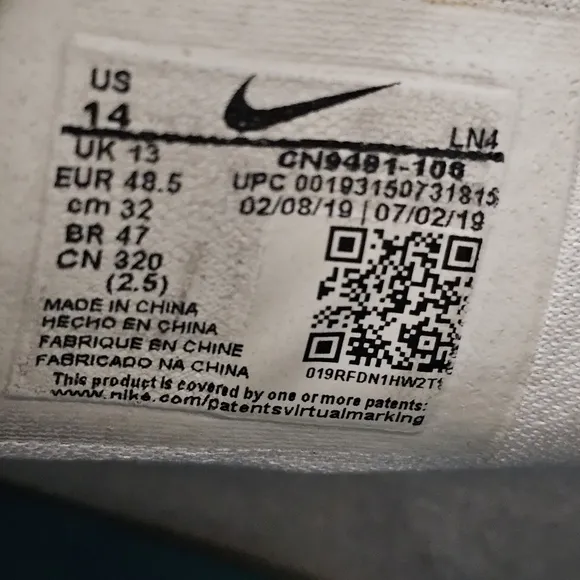 US
14
LN4
UK 13
CN9491-106
EUR 48.5
UPC 00193150731815
cm 32
02/08/19 | 07/02/19
BR 47
CN 320
(2.5)
MADE IN CHINA
HECHO EN CHINA
FABRIQUE EN CHINE
FABRICADO NA CHINA
019RFDN1HW2T
This product is covered by one or more patents:
www.nike.com/patentsvirtualmarking